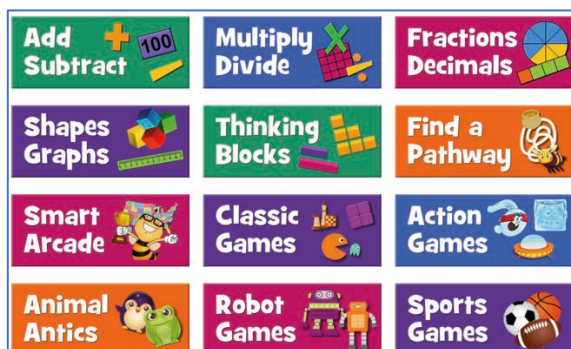 Add
Subtract
100
Multiply
Divide
Fractions
Decimals
Shapes
Graphs
Thinking
Blocks
Find a
Pathway
Smart
Arcade
Classic
Games
Action
Games
Animal
Antics
Robot
Games
Sports
Games